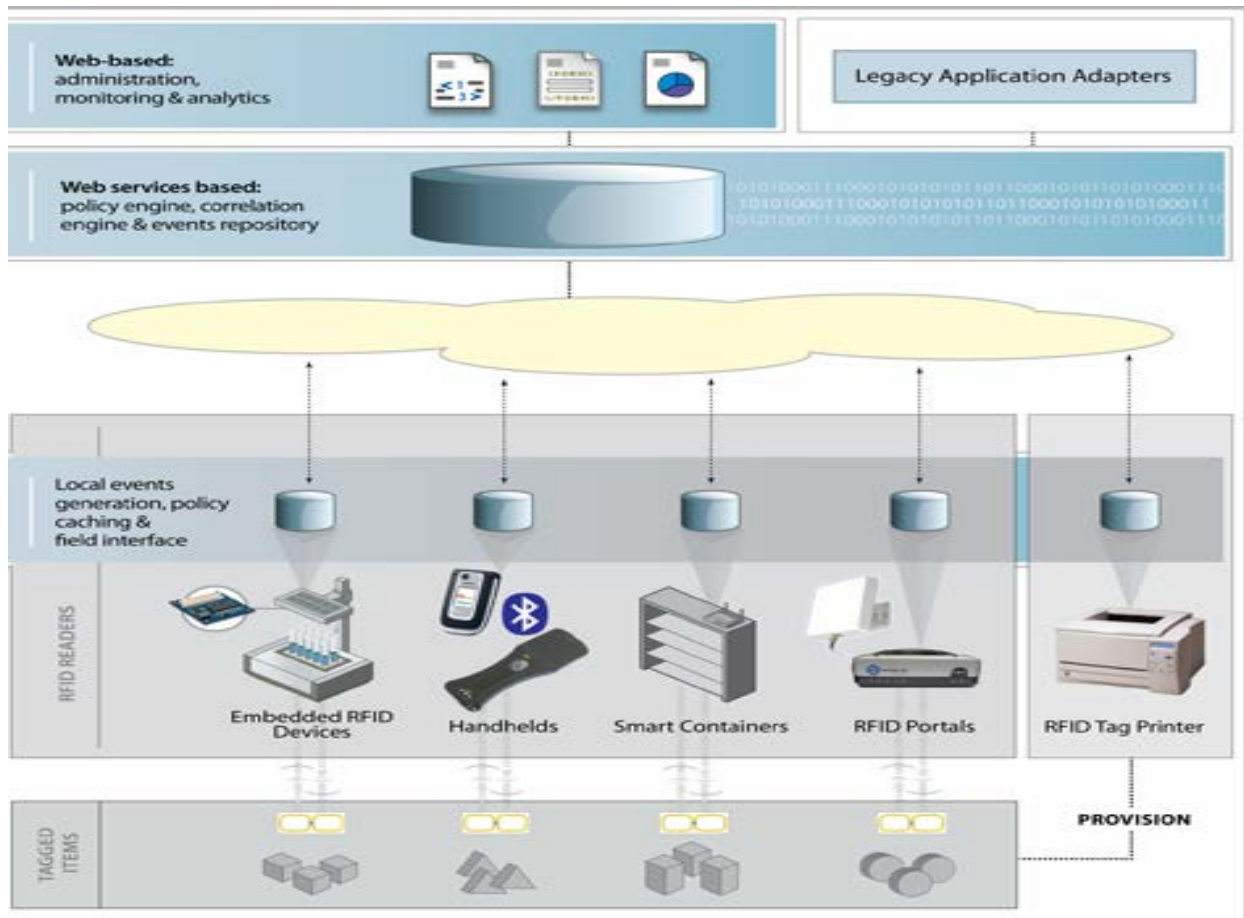 Web-based:
administration,
monitoring & analytics
Legacy Application Adapters
Web services based:
policy engine, correlation
engine & events repository
Local events
generation, policy
caching &
field interface
RFID READERS
Embedded RFID
Devices
Handhelds
Smart Containers
RFID Portals
RFID Tag Printer
PROVISION
TAGGED
ITEMS